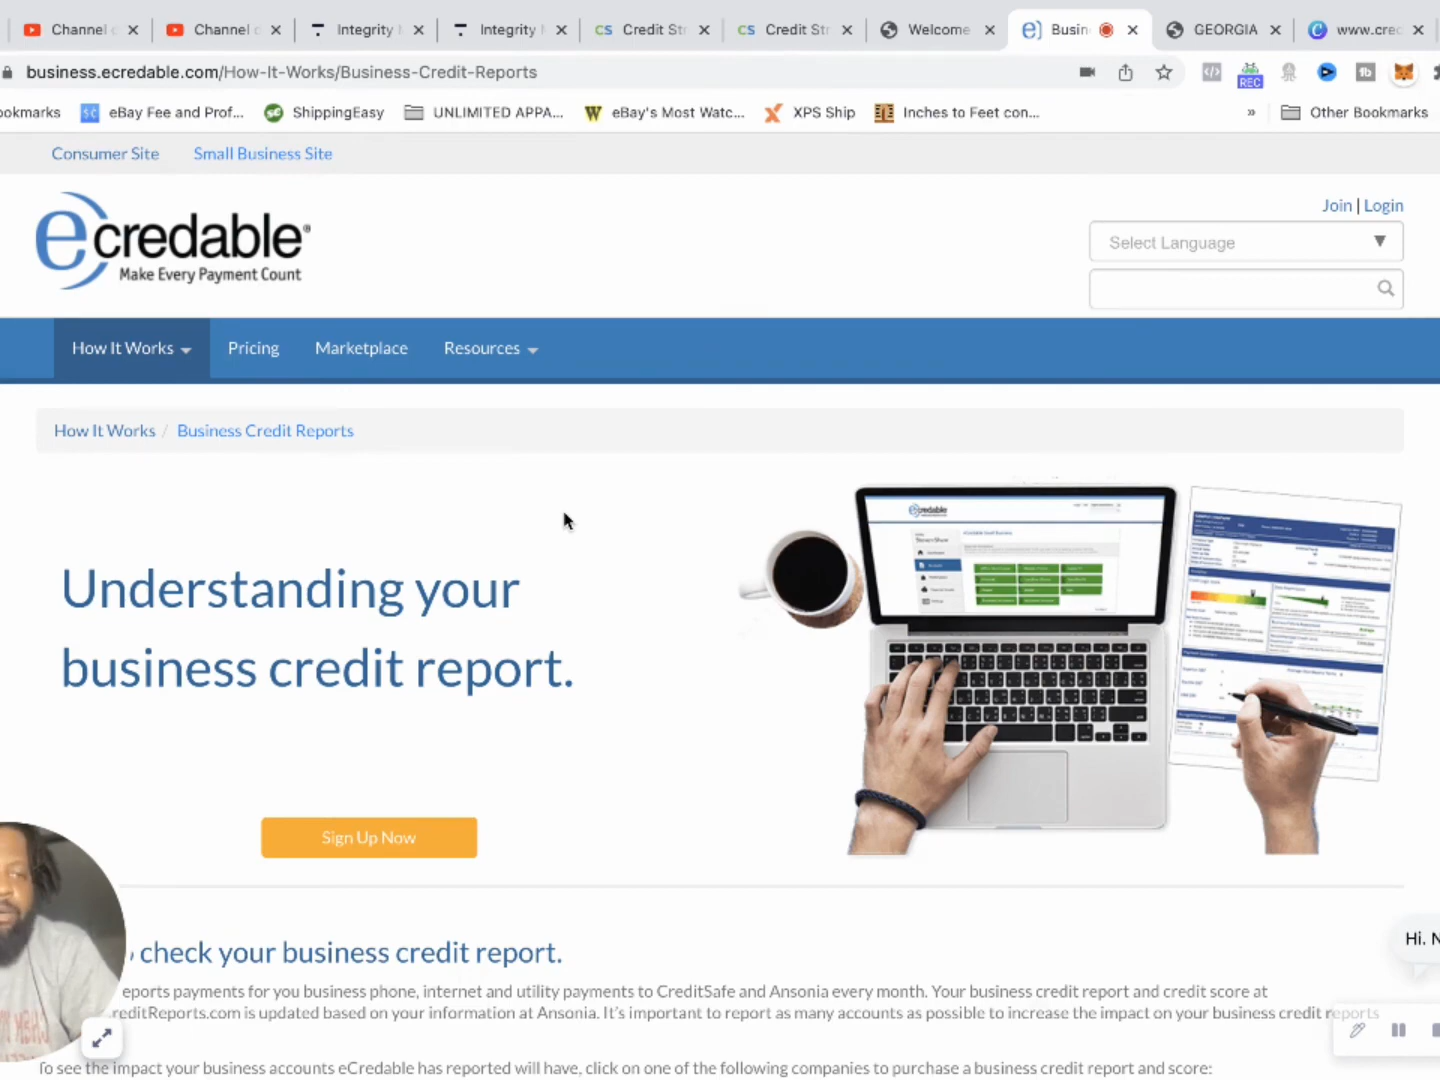 Channel
Channel
Integrity
Integrity
CS Credit Str
CS Credit Str
Welcome
Busin
GEORGIA
www.crec
business.ecredable.com/How-It-Works/Business-Credit-Reports
REC
ookmarks
eBay Fee and Prof...
ShippingEasy
UNLIMITED APPA...
eBay's Most Watc...
XPS Ship
Inches to Feet con...
»
Other Bookmarks
Consumer Site
Small Business Site
ecredable®
Make Every Payment Count
Join | Login
Select Language
How It Works
Pricing
Marketplace
Resources
How It Works / Business Credit Reports
Understanding your
business credit report.
Sign Up Now
check your business credit report.
eports payments for you business phone, internet and utility payments to CreditSafe and Ansonia every month. Your business credit report and credit score at
reditReports.com is updated based on your information at Ansonia. It's important to report as many accounts as possible to increase the impact on your business credit reports
To see the impact your business accounts eCredable has reported will have, click on one of the following companies to purchase a business credit report and score:
Hi. N